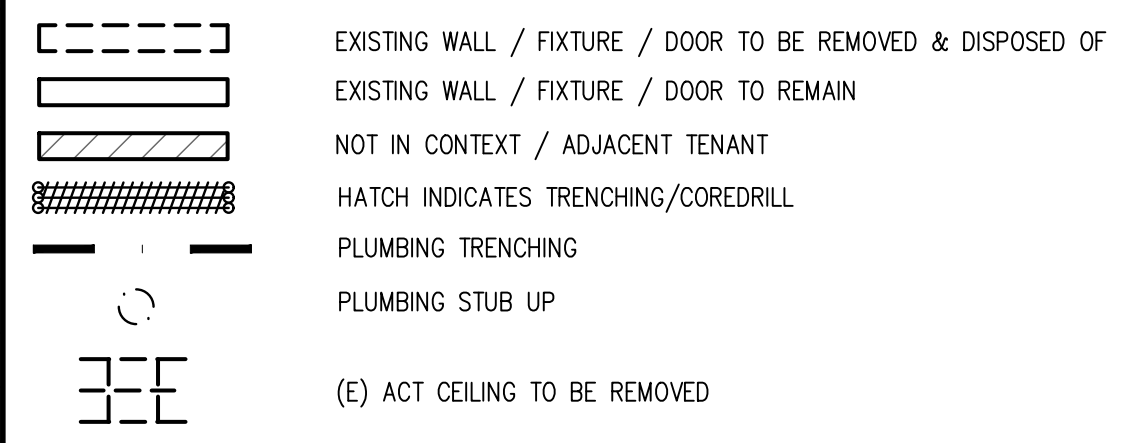 EXISTING WALL / FIXTURE / DOOR TO BE REMOVED & DISPOSED OF
EXISTING WALL / FIXTURE / DOOR TO REMAIN
NOT IN CONTEXT / ADJACENT TENANT
HATCH INDICATES TRENCHING/COREDRILL
PLUMBING TRENCHING
PLUMBING STUB UP
(E) ACT CEILING TO BE REMOVED